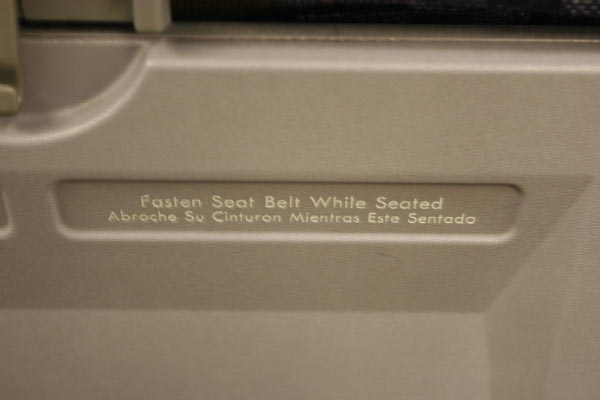 Fasten Seat Belt While Seated
Abroche Su Cinturon Mientras Este Sentado